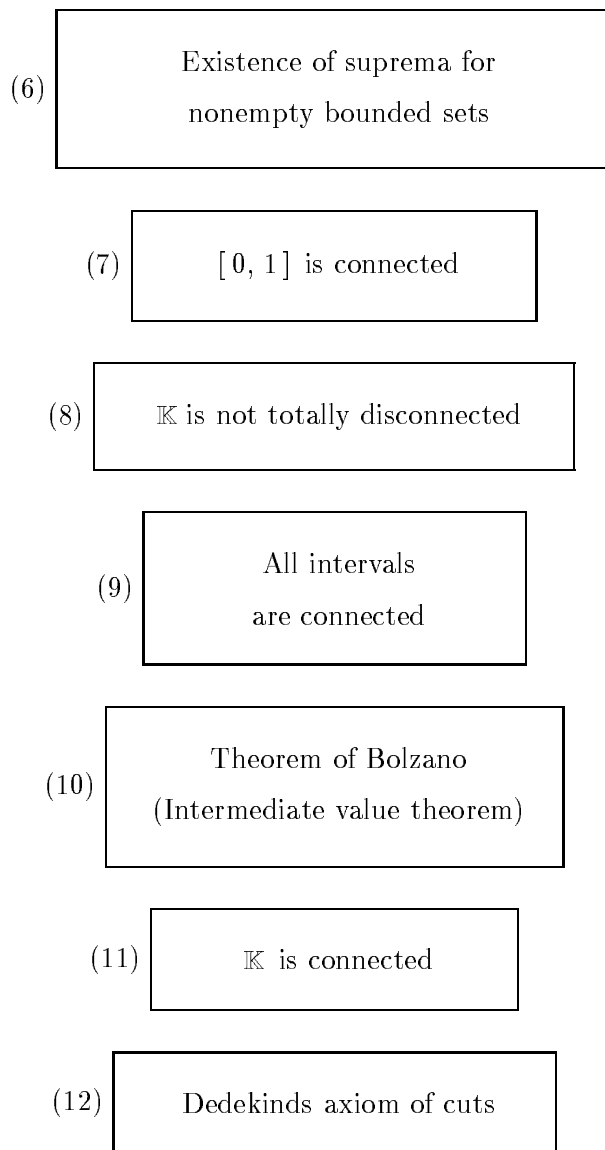 (6) Existence of suprema for
nonempty bounded sets
(7) [ 0, 1 ] is connected
(8) 𝕂 is not totally disconnected
(9) All intervals
are connected
(10) Theorem of Bolzano
(Intermediate value theorem)
(11) 𝕂 is connected
(12) Dedekinds axiom of cuts